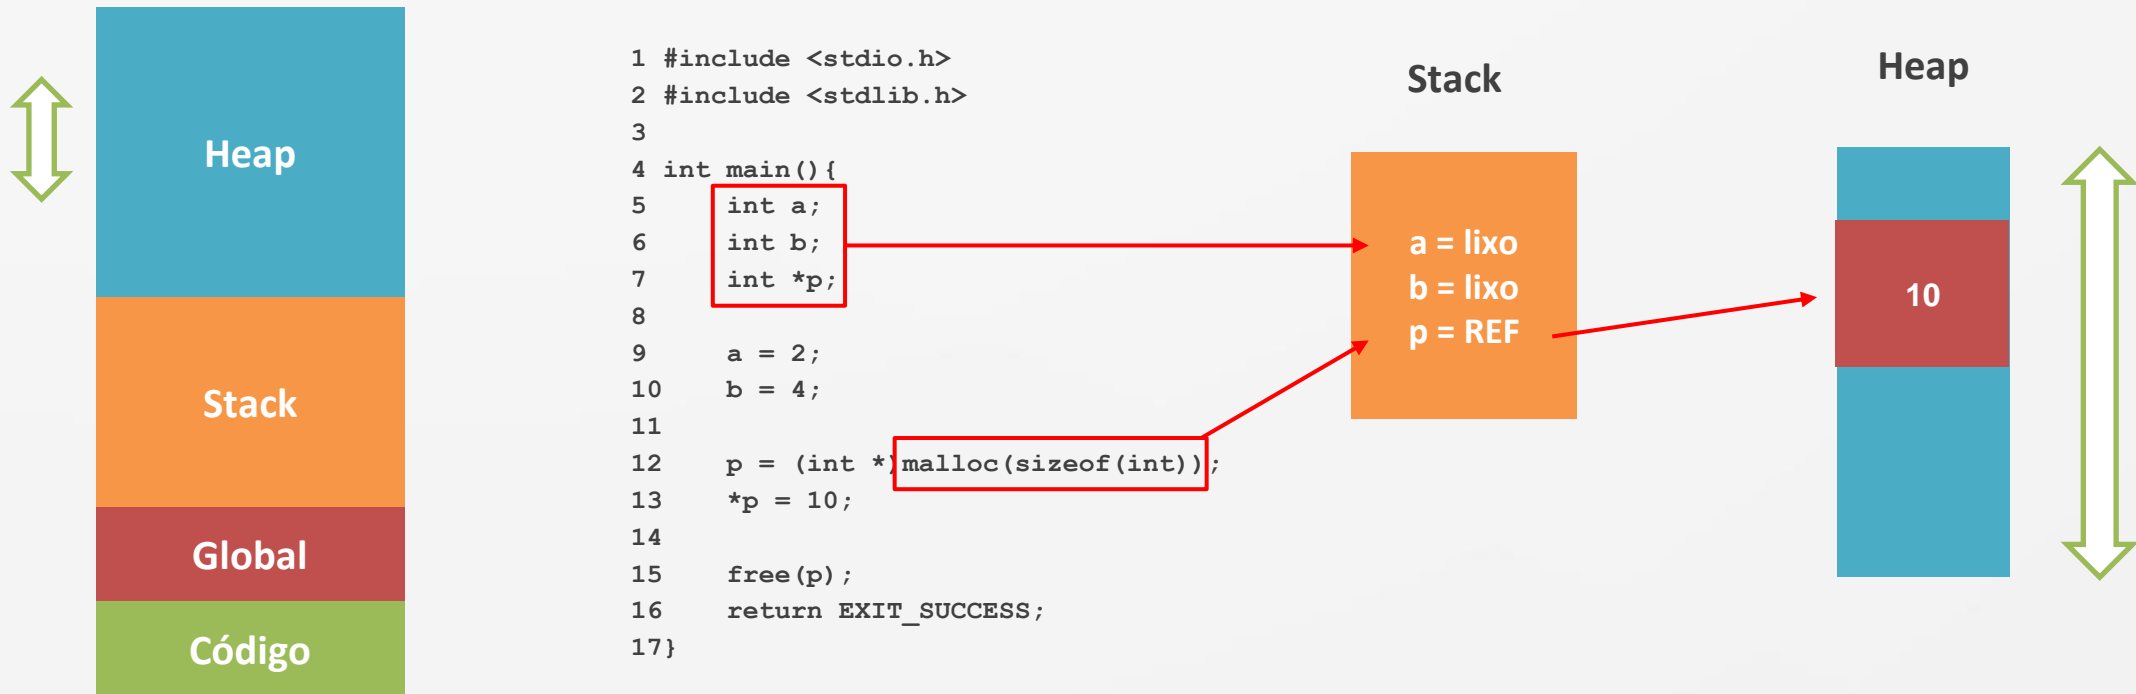 Heap
Stack
Global
Código
1 #include <stdio.h>
2 #include <stdlib.h>
3
4 int main(){
5     int a;
6     int b;
7     int *p;
8
9     a = 2;
10    b = 4;
11
12    p = (int *)malloc(sizeof(int));
13    *p = 10;
14
15    free(p);
16    return EXIT_SUCCESS;
17}
Stack
a = lixo
b = lixo
p = REF
Heap
10